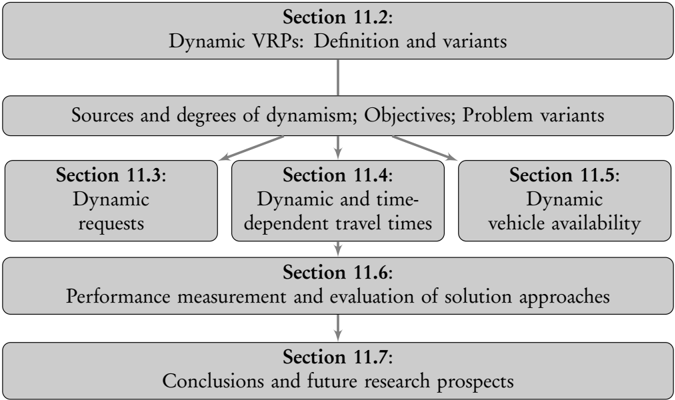 Section 11.2:
Dynamic VRPs: Definition and variants
Sources and degrees of dynamism; Objectives; Problem variants
Section 11.3:
Dynamic
requests
Section 11.4:
Dynamic and time-
dependent travel times
Section 11.5:
Dynamic
vehicle availability
Section 11.6:
Performance measurement and evaluation of solution approaches
Section 11.7:
Conclusions and future research prospects